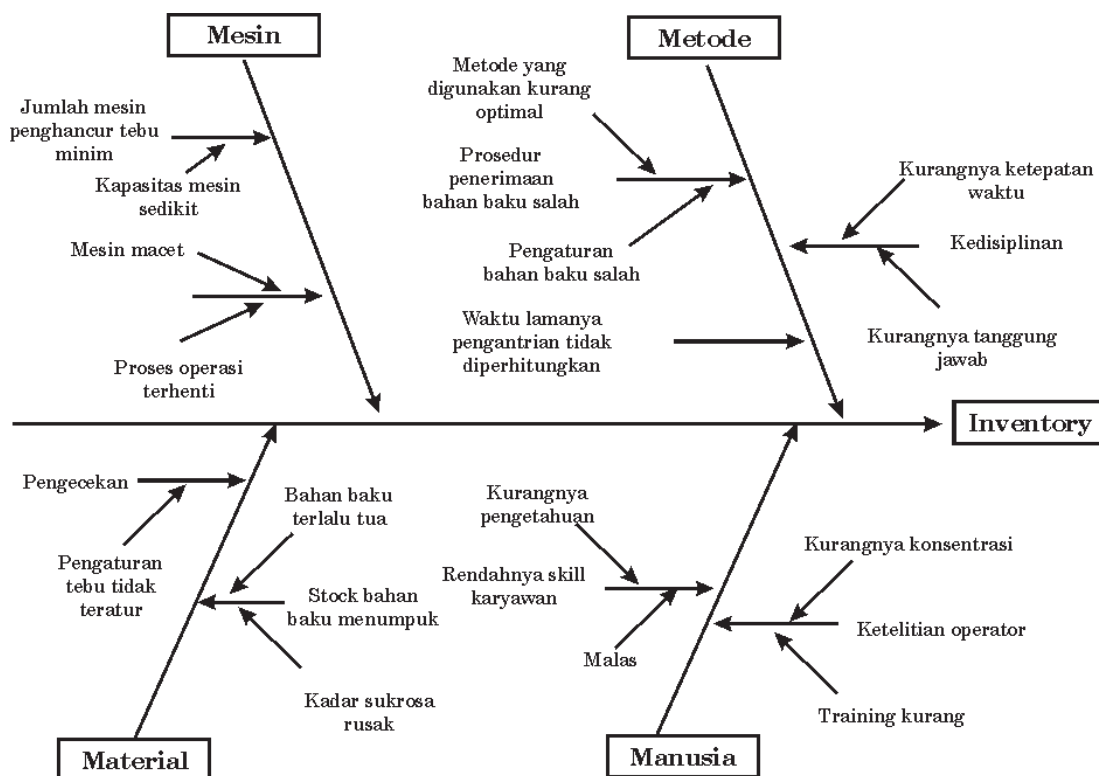 Mesin
Metode
Jumlah mesin
penghancur tebu
minim
Kapasitas mesin
sedikit
Mesin macet
Proses operasi
terhenti
Metode yang
digunakan kurang
optimal
Prosedur
penerimaan
bahan baku salah
Pengaturan
bahan baku salah
Kurangnya ketepatan
waktu
Kedisiplinan
Kurangnya tanggung
jawab
Waktu lamanya
pengantrian tidak
diperhitungkan
Inventory
Pengecekan
Pengaturan
tebu tidak
teratur
Bahan baku
terlalu tua
Stock bahan
baku menumpuk
Kadar sukrosa
rusak
Kurangnya
pengetahuan
Rendahnya skill
karyawan
Malas
Kurangnya konsentrasi
Ketelitian operator
Training kurang
Material
Manusia